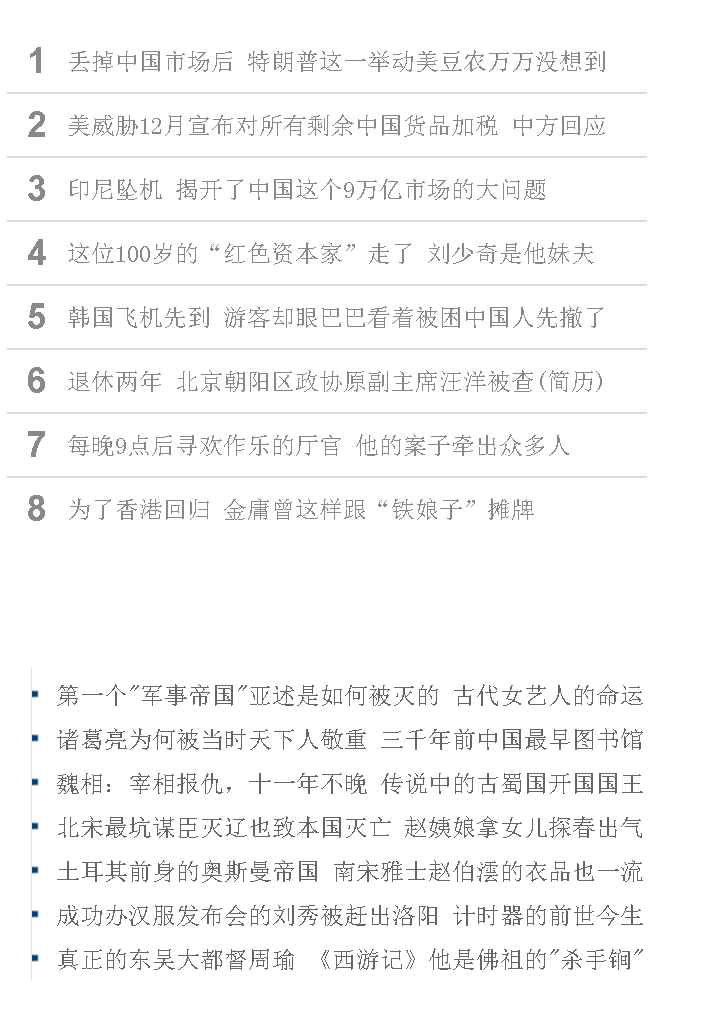 1 丢掉中国市场后 特朗普这一举动美豆农万万没想到
2 美威胁12月宣布对所有剩余中国货品加税 中方回应
3 印尼坠机 揭开了中国这个9万亿市场的大问题
4 这位100岁的“红色资本家”走了 刘少奇是他妹夫
5 韩国飞机先到 游客却眼巴巴看着被困中国人先撤了
6 退休两年 北京朝阳区政协原副主席汪洋被查(简历)
7 每晚9点后寻欢作乐的厅官 他的案子牵出众多人
8 为了香港回归 金庸曾这样跟“铁娘子”摊牌
第一个"军事帝国"亚述是如何被灭的 古代女艺人的命运
诸葛亮为何被当时天下人敬重 三千年前中国最早图书馆
魏相：宰相报仇，十一年不晚 传说中的古蜀国开国国王
北宋最坑谋臣灭辽也致本国灭亡 赵姨娘拿女儿探春出气
土耳其前身的奥斯曼帝国 南宋雅士赵伯澐的衣品也一流
成功办汉服发布会的刘秀被赶出洛阳 计时器的前世今生
真正的东吴大都督周瑜 《西游记》他是佛祖的"杀手锏"